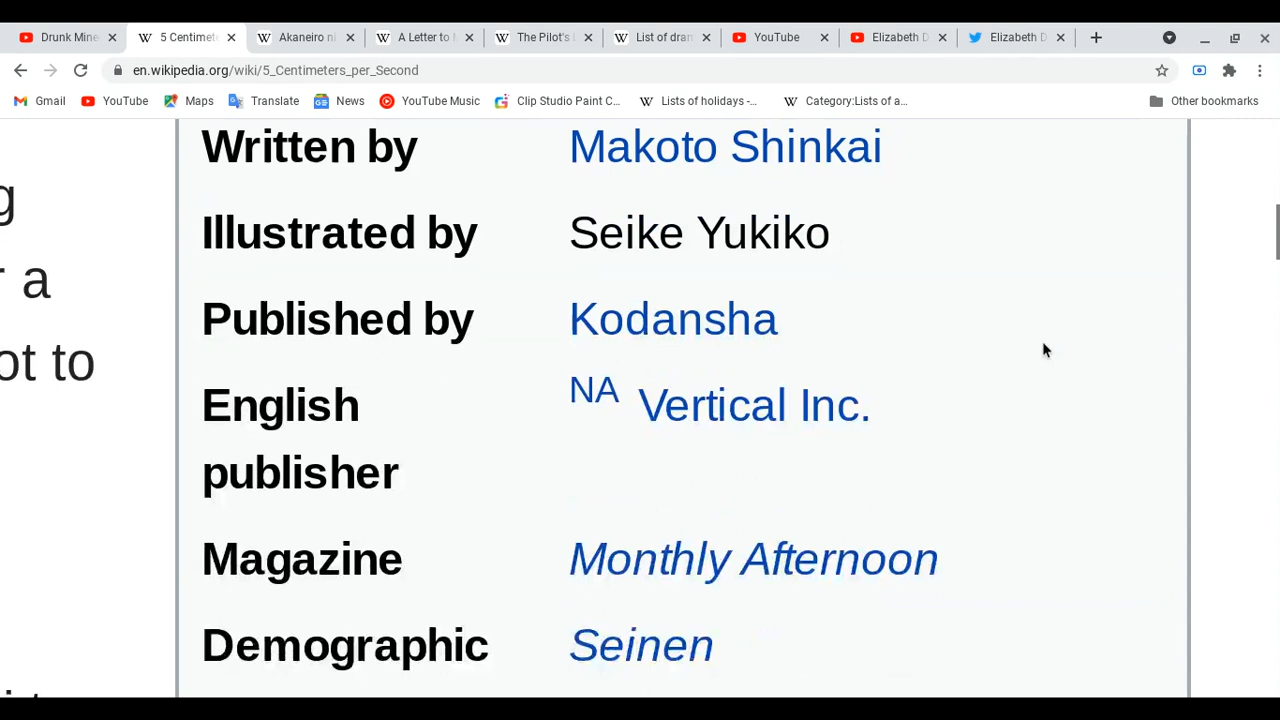 Drunk Mine
5 Centimete
Akaneiro ni
A Letter to
The Pilot's
List of dram
YouTube
Elizabeth D
Elizabeth D
en.wikipedia.org/wiki/5_Centimeters_per_Second
Gmail
YouTube
Maps
Translate
News
YouTube Music
Clip Studio Paint C...
Lists of holidays -...
Category:Lists of a...
Other bookmarks
g
r a
ot to
Written by Makoto Shinkai
Illustrated by Seike Yukiko
Published by Kodansha
English NA Vertical Inc.
publisher
Magazine Monthly Afternoon
Demographic Seinen